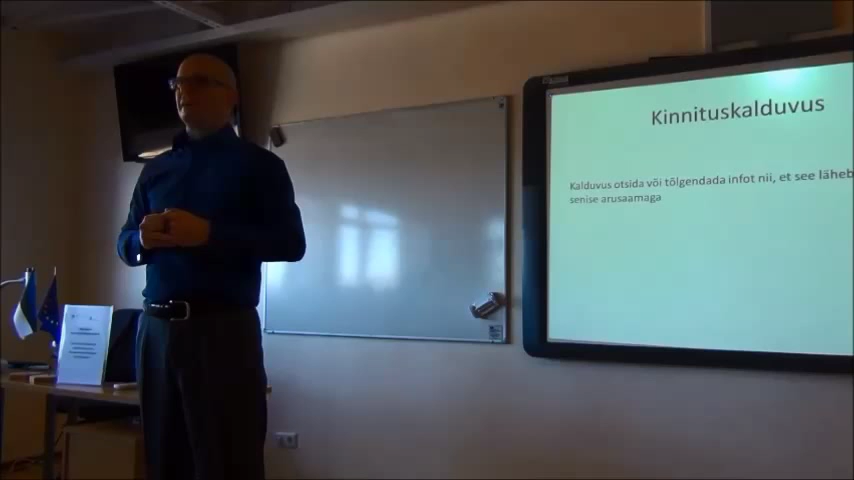 Kinnituskalduvus
Kalduvus otsida või tõlgendada infot nii, et see läheb
senise arusaamaga